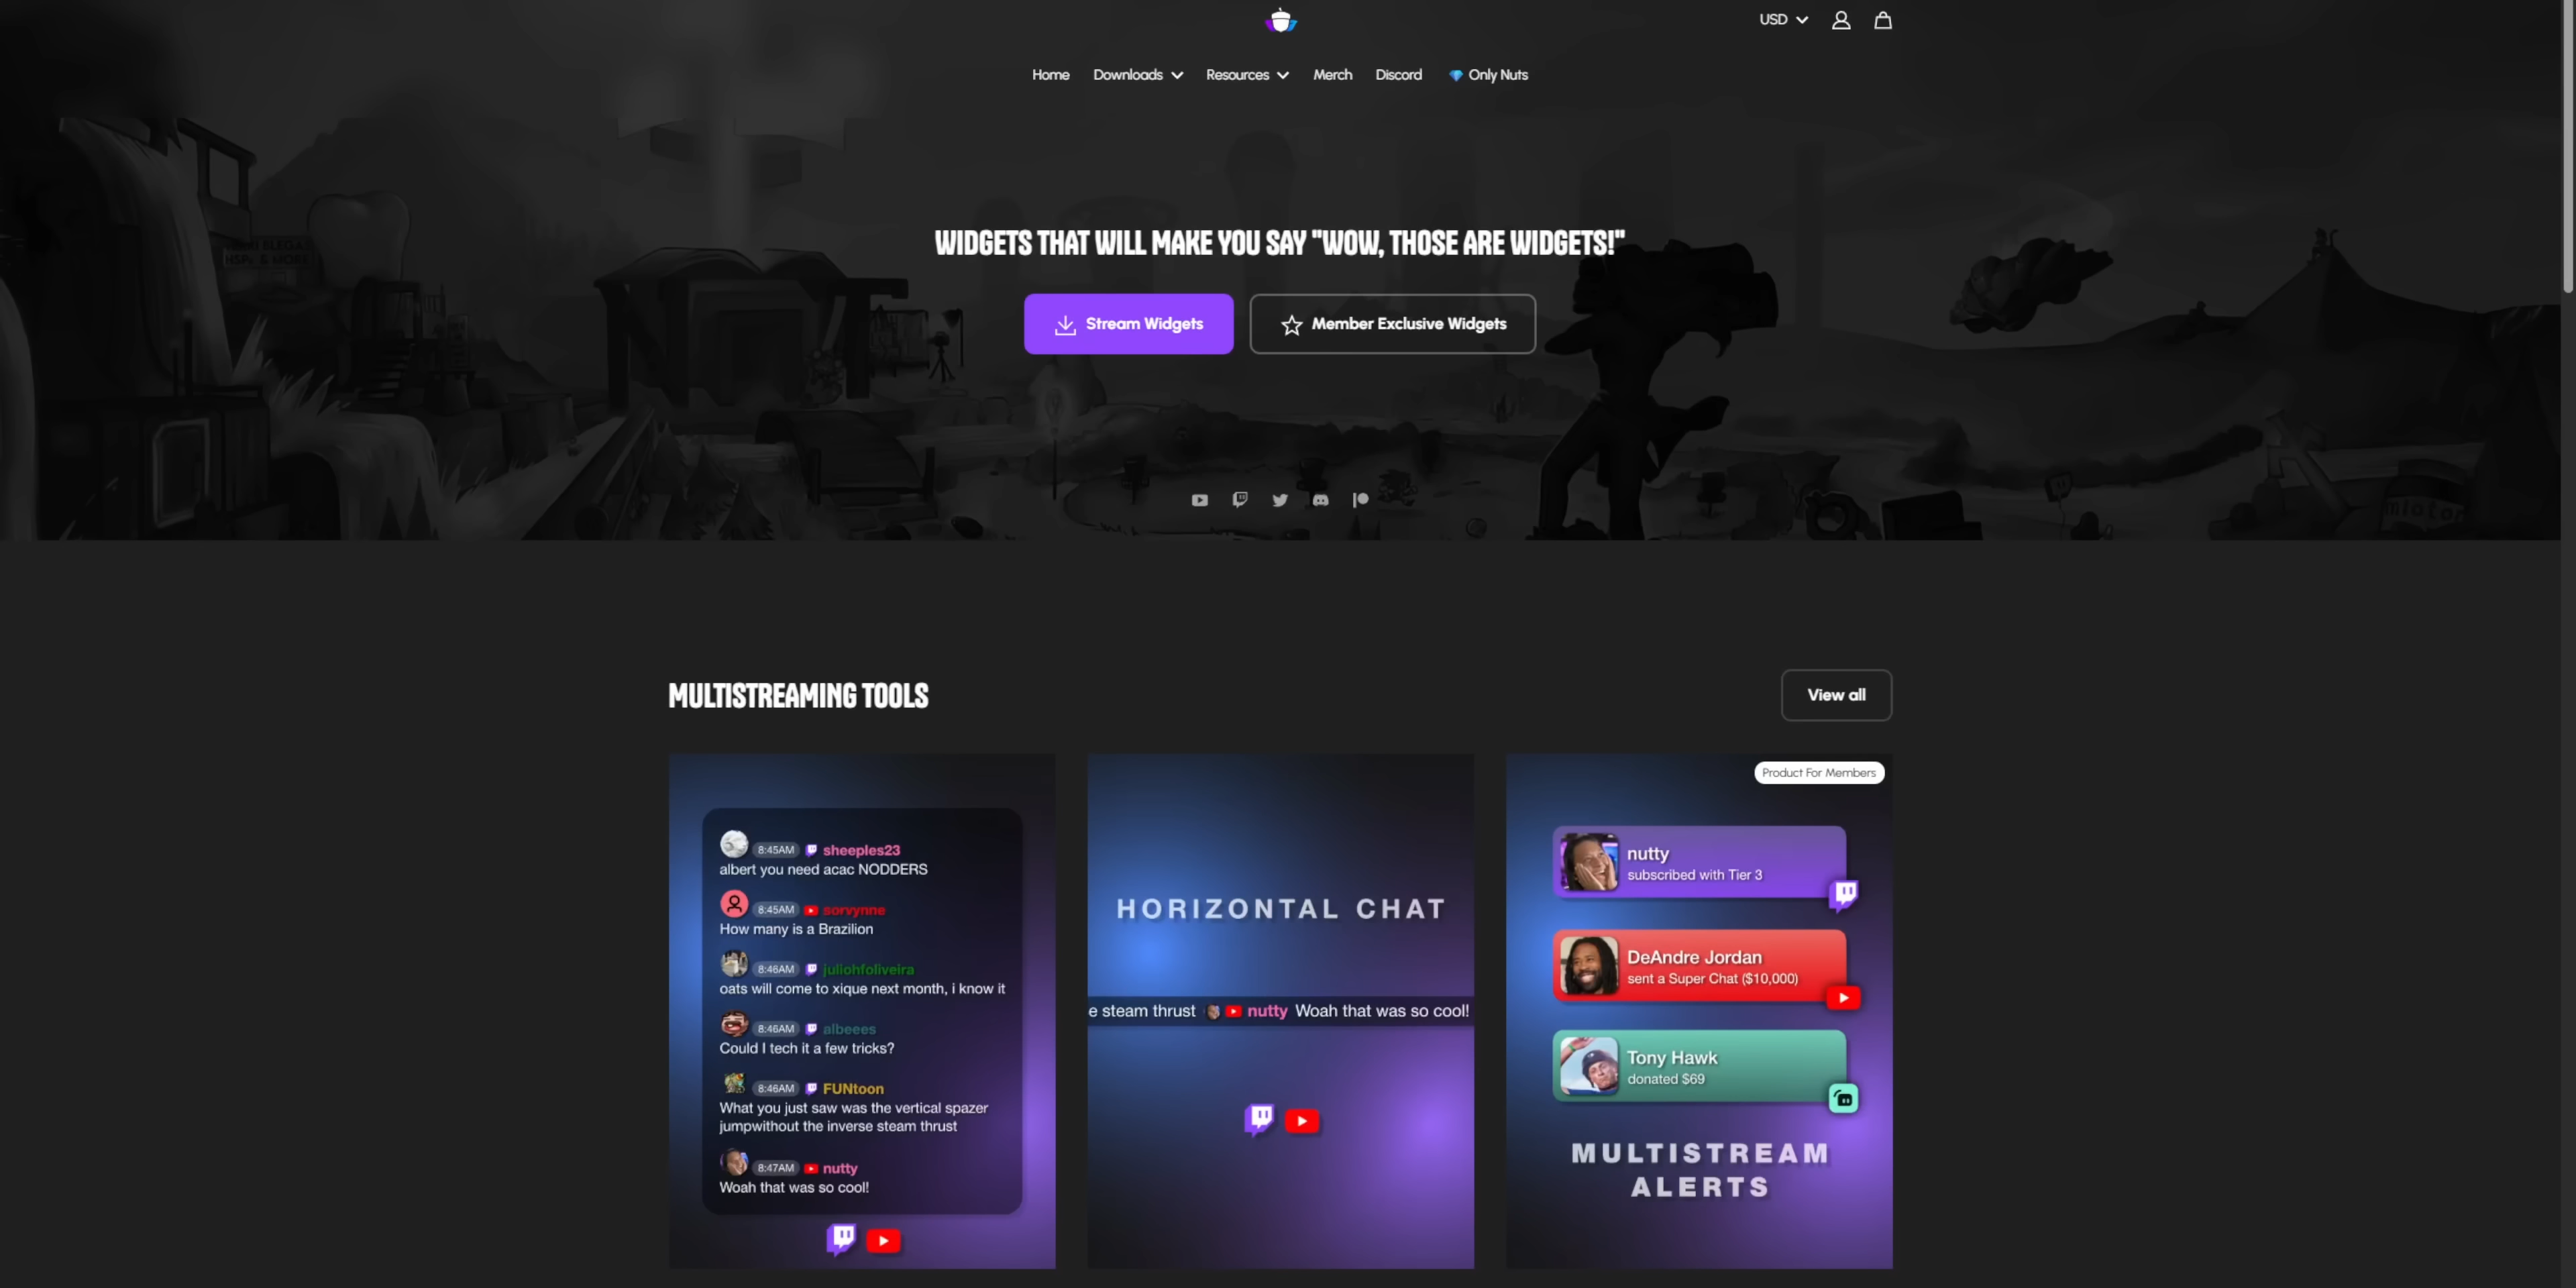 USD
Home Downloads Resources Merch Discord Only Nuts
WIDGETS THAT WILL MAKE YOU SAY "WOW, THOSE ARE WIDGETS!"
Stream Widgets
Member Exclusive Widgets
MULTISTREAMING TOOLS
View all
8:45AM sheeples23
albert you need acac NODDERS
8:45AM sorvynne
How many is a Brazilion
8:46AM juliohfoliveira
oats will come to xique next month, i know it
8:46AM albeees
Could I tech it a few tricks?
8:46AM FUNtoon
What you just saw was the vertical spazer
jumpwithout the inverse steam thrust
8:47AM nutty
Woah that was so cool!
HORIZONTAL CHAT
e steam thrust nutty Woah that was so cool!
Product For Members
nutty
subscribed with Tier 3
DeAndre Jordan
sent a Super Chat ($10,000)
Tony Hawk
donated $69
MULTISTREAM
ALERTS